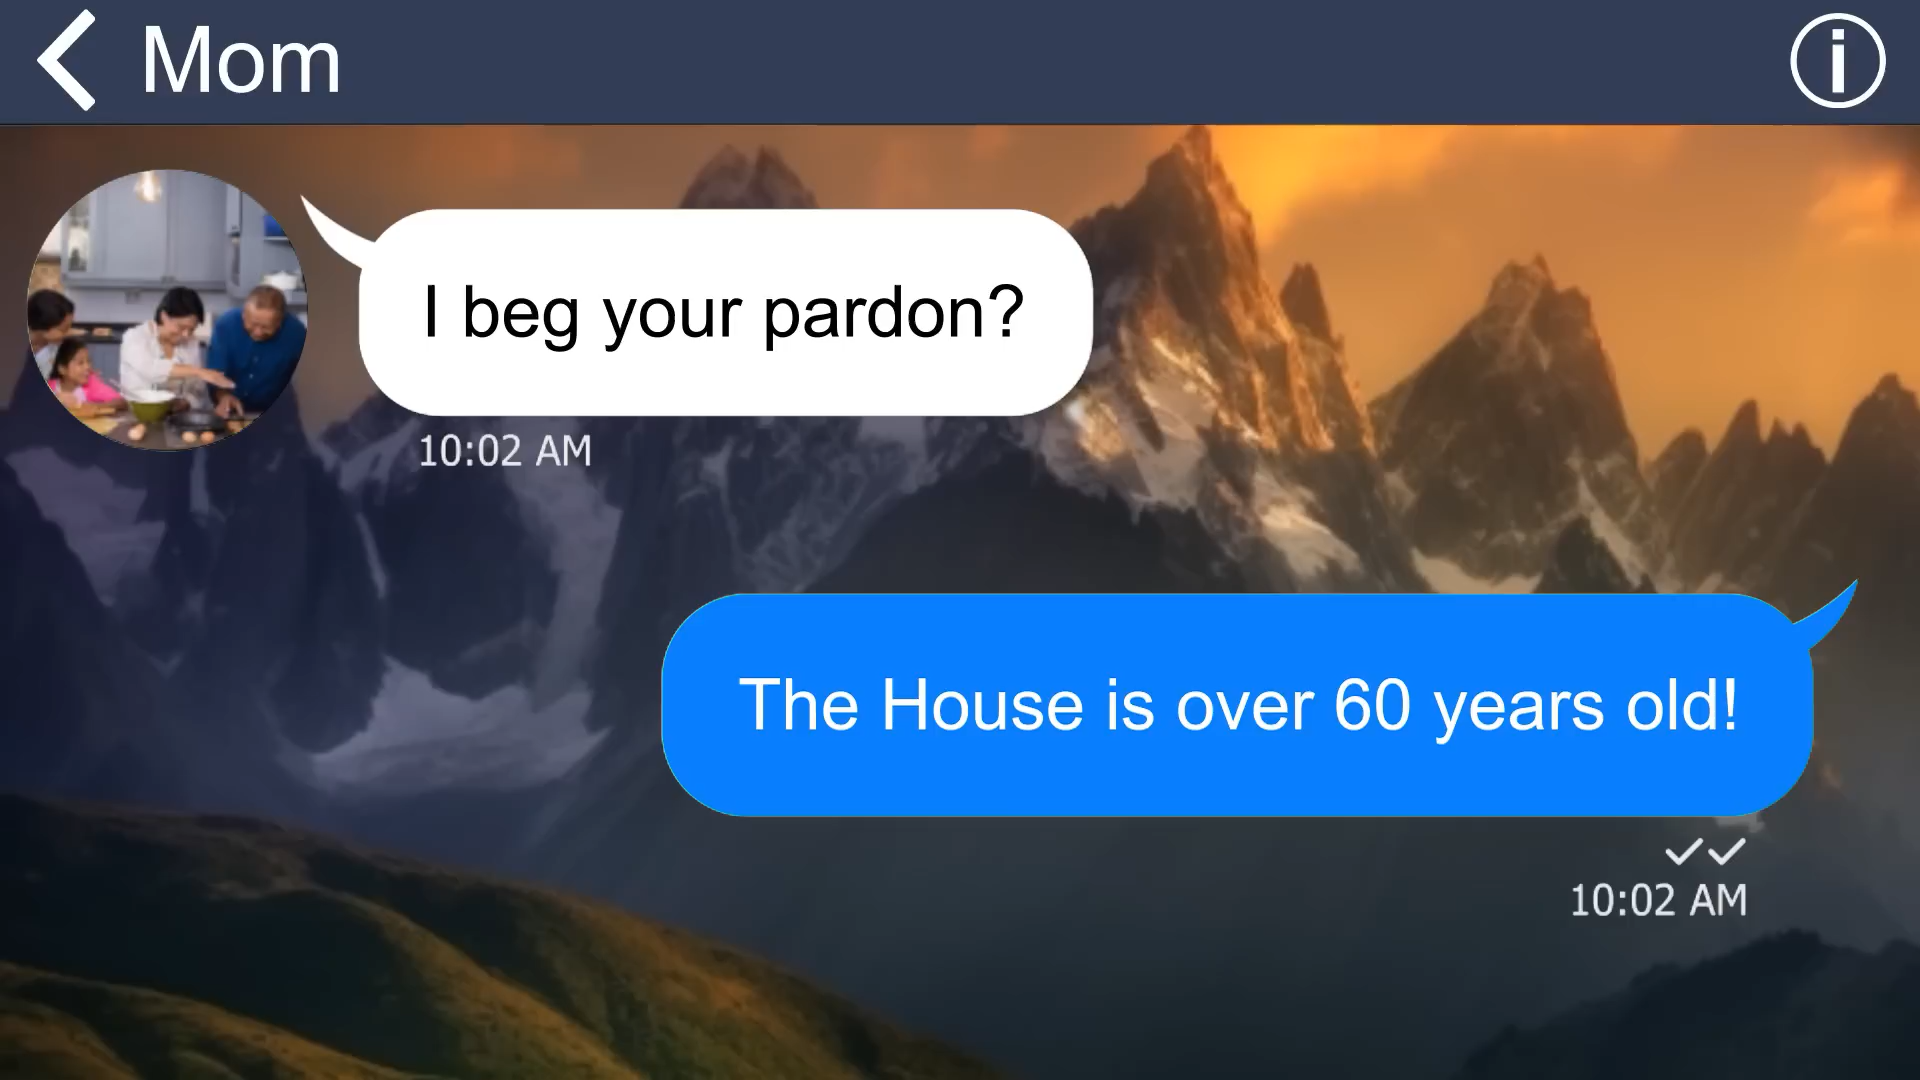 Mom
I beg your pardon?
10:02 AM
The House is over 60 years old!
10:02 AM